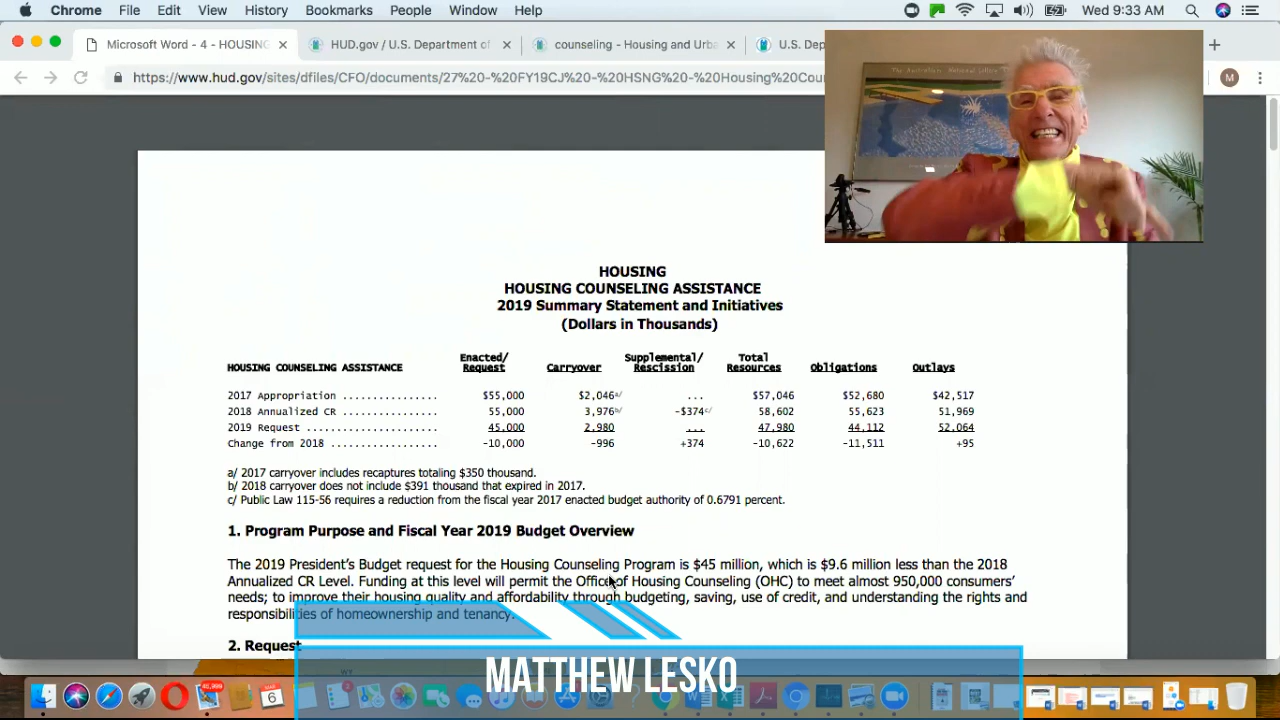 Chrome File Edit View History Bookmarks People Window Help Wed 9:33 AM
Microsoft Word - 4 - HOUSING
HUD.gov / U.S. Department of
counseling - Housing and Urba
U.S. Dep
https://www.hud.gov/sites/dfiles/CFO/documents/27%20-%20FY19CJ%20-%20HSNG%20-%20Housing%20Cou
M
HOUSING
HOUSING COUNSELING ASSISTANCE
2019 Summary Statement and Initiatives
(Dollars in Thousands)
HOUSING COUNSELING ASSISTANCE Enacted/ Request Carryover Supplemental/ Rescission Total Resources Obligations Outlays
2017 Appropriation ................ $55,000 $2,046a/ ... $57,046 $52,680 $42,517
2018 Annualized CR ................ 55,000 3,976b/ -$374c/ 58,602 55,623 51,969
2019 Request ...................... 45,000 2,980 ... 47,980 44,112 52,064
Change from 2018 .................. -10,000 -996 +374 -10,622 -11,511 +95
a/ 2017 carryover includes recaptures totaling $350 thousand.
b/ 2018 carryover does not include $391 thousand that expired in 2017.
c/ Public Law 115-56 requires a reduction from the fiscal year 2017 enacted budget authority of 0.6791 percent.
1. Program Purpose and Fiscal Year 2019 Budget Overview
The 2019 President's Budget request for the Housing Counseling Program is $45 million, which is $9.6 million less than the 2018
Annualized CR Level. Funding at this level will permit the Office of Housing Counseling (OHC) to meet almost 950,000 consumers'
needs; to improve their housing quality and affordability through budgeting, saving, use of credit, and understanding the rights and
responsibilities of homeownership and tenancy.
2. Request
MATTHEW LESKO
6